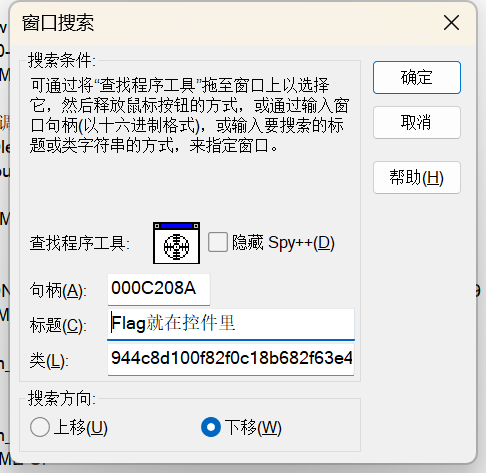 窗口搜索
搜索条件:
可通过将“查找程序工具”拖至窗口上以选择
它，然后释放鼠标按钮的方式，或通过输入窗
口句柄(以十六进制格式)，或输入要搜索的标
题或类字符串的方式，来指定窗口。
确定
取消
帮助(H)
查找程序工具:
隐藏 Spy++(D)
句柄(A):
000C208A
标题(C):
Flag就在控件里
类(L):
944c8d100f82f0c18b682f63e4
搜索方向:
上移(U)
下移(W)